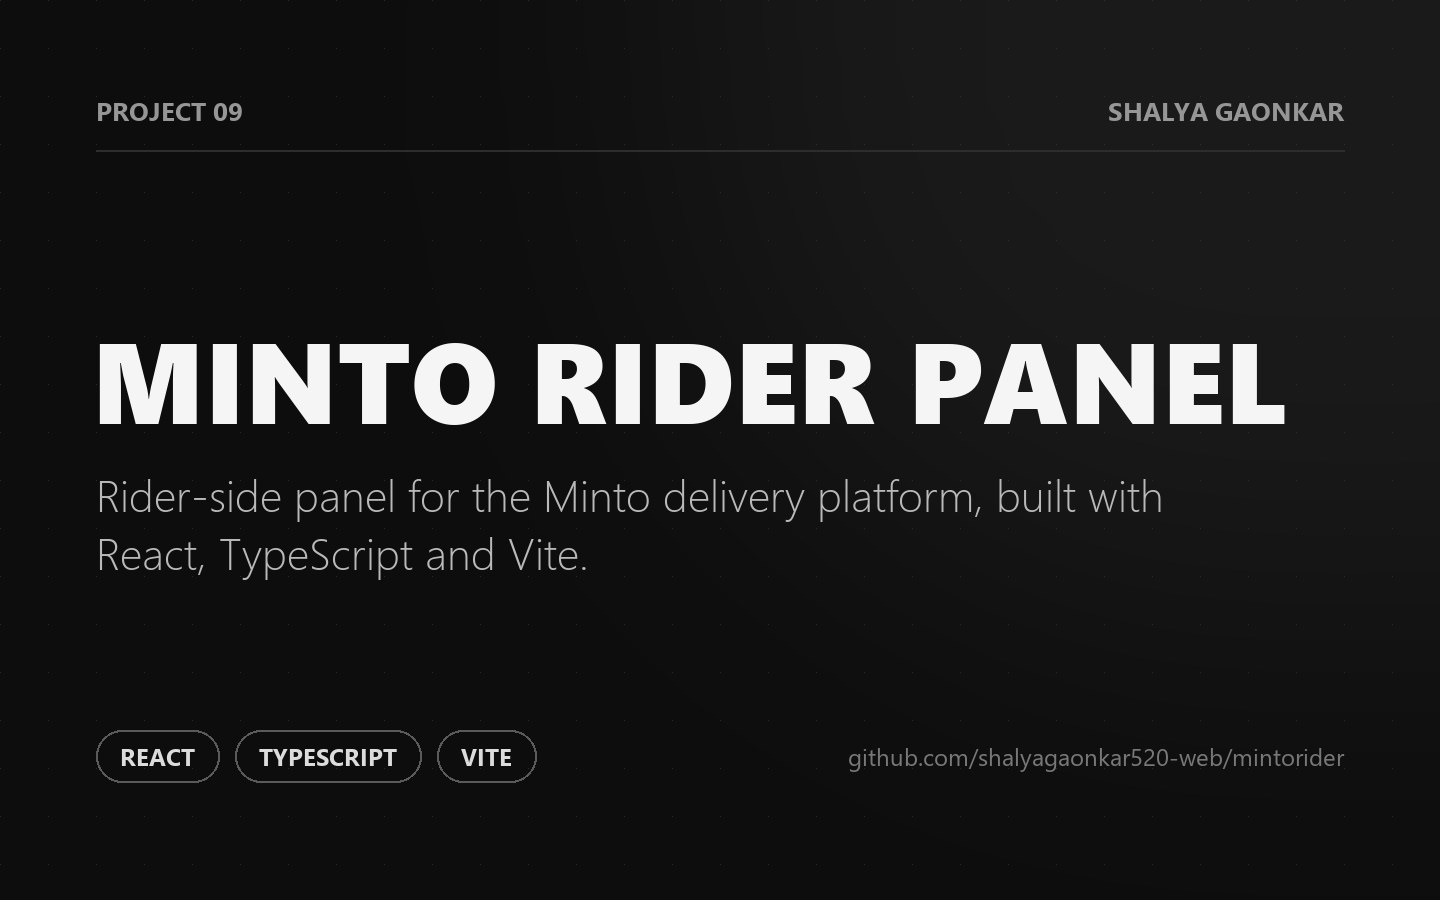 PROJECT 09
SHALYA GAONKAR
MINTO RIDER PANEL
Rider-side panel for the Minto delivery platform, built with
React, TypeScript and Vite.
REACT
TYPESCRIPT
VITE
github.com/shalyagaonkar520-web/mintorider